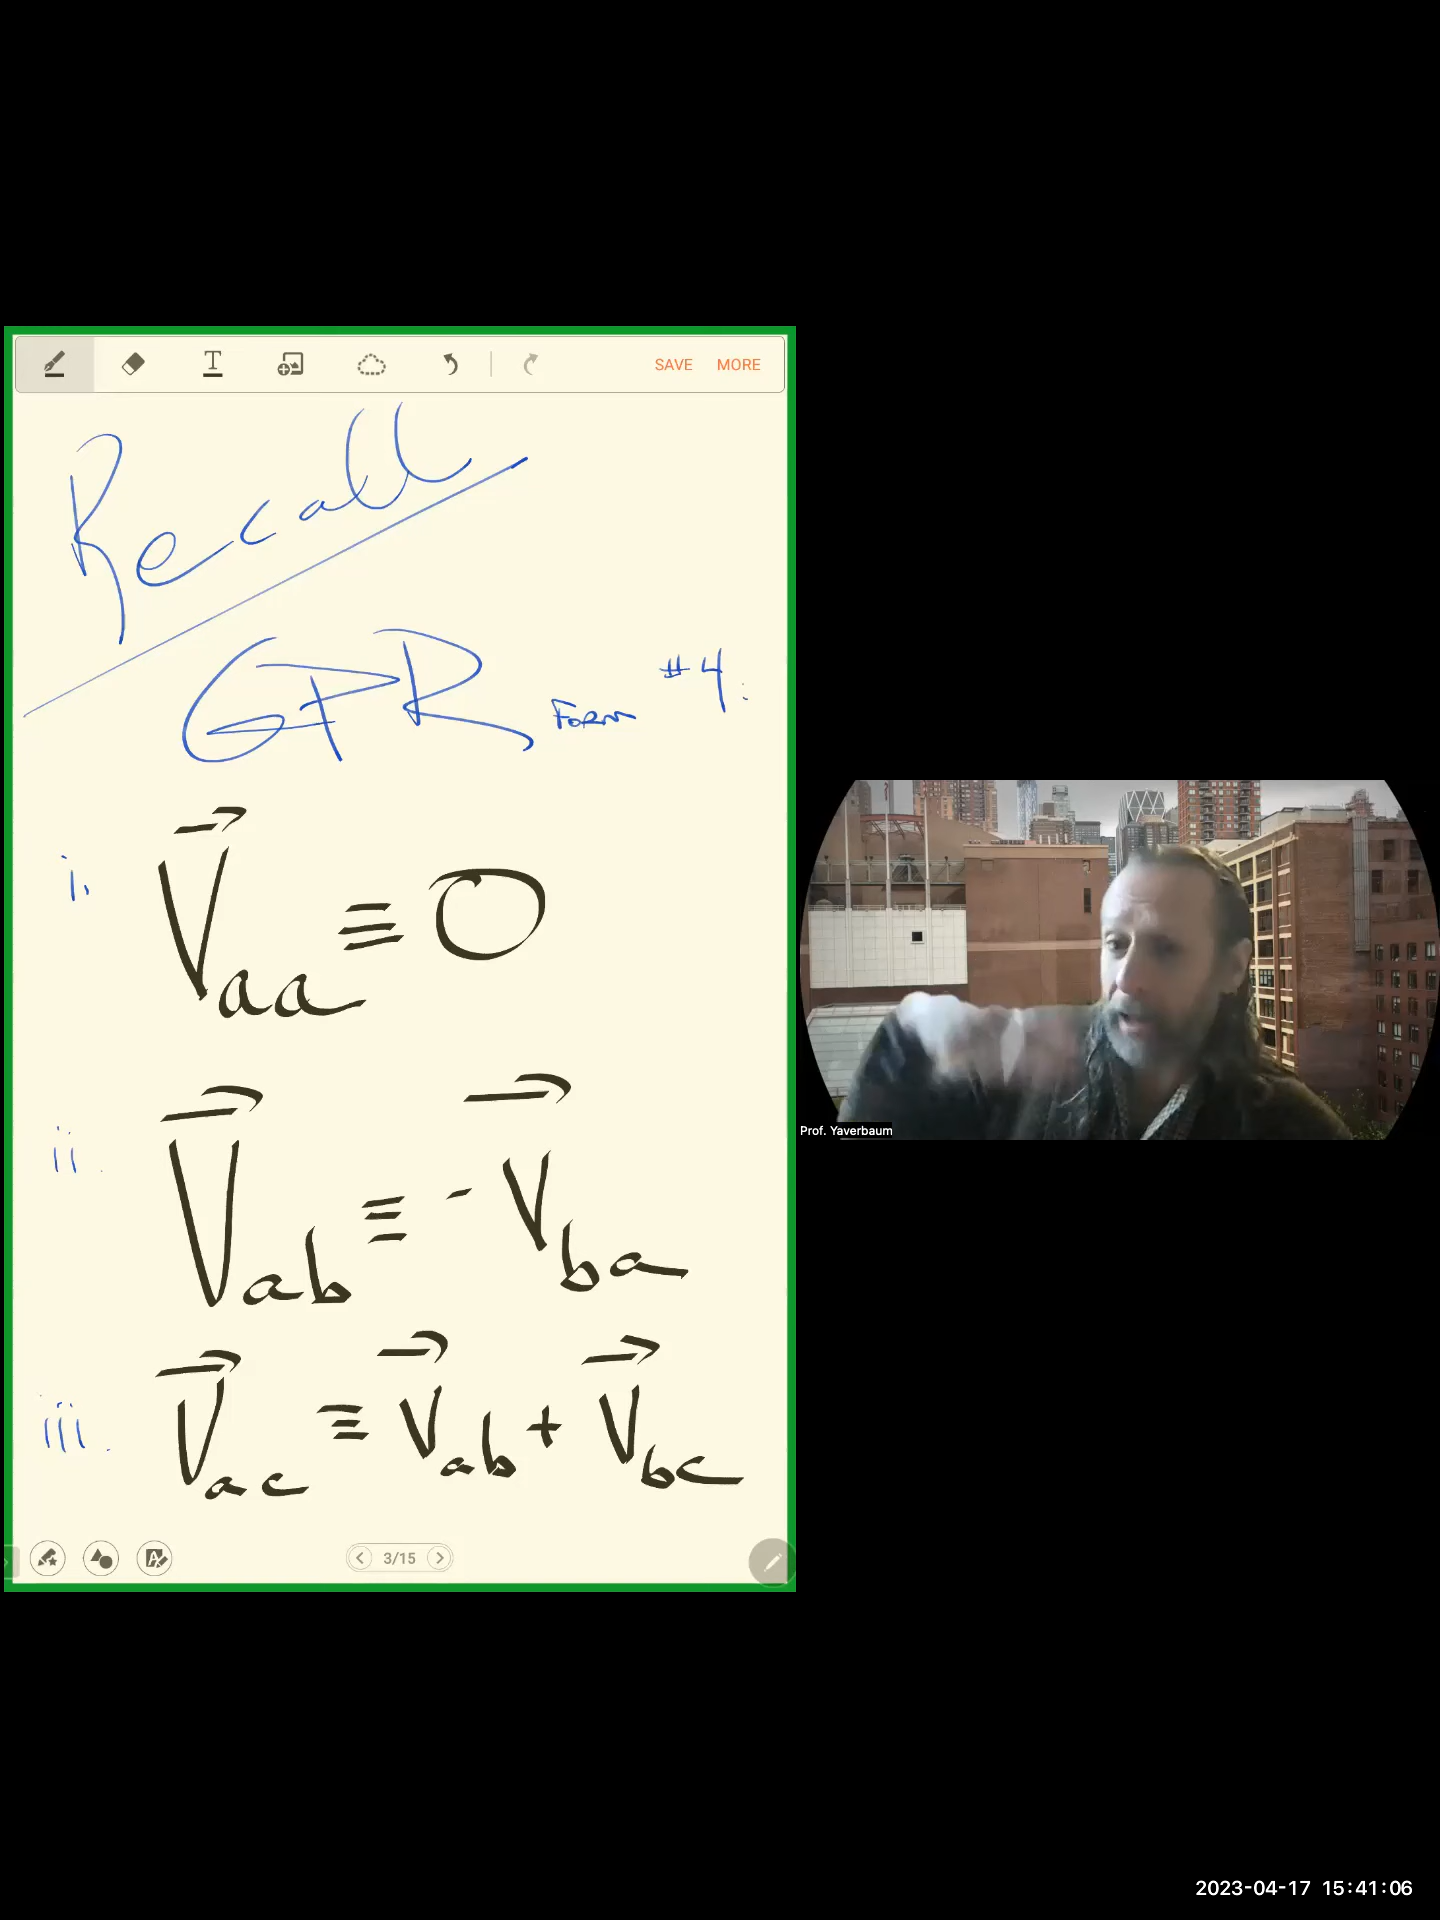 T
SAVE MORE
Recall
GPR FORM #4:
i. V⃗aa ≡ 0
ii. V⃗ab ≡ - V⃗ba
iii. V⃗ac ≡ V⃗ab + V⃗bc
A
3/15
Prof. Yaverbaum
2023-04-17 15:41:06